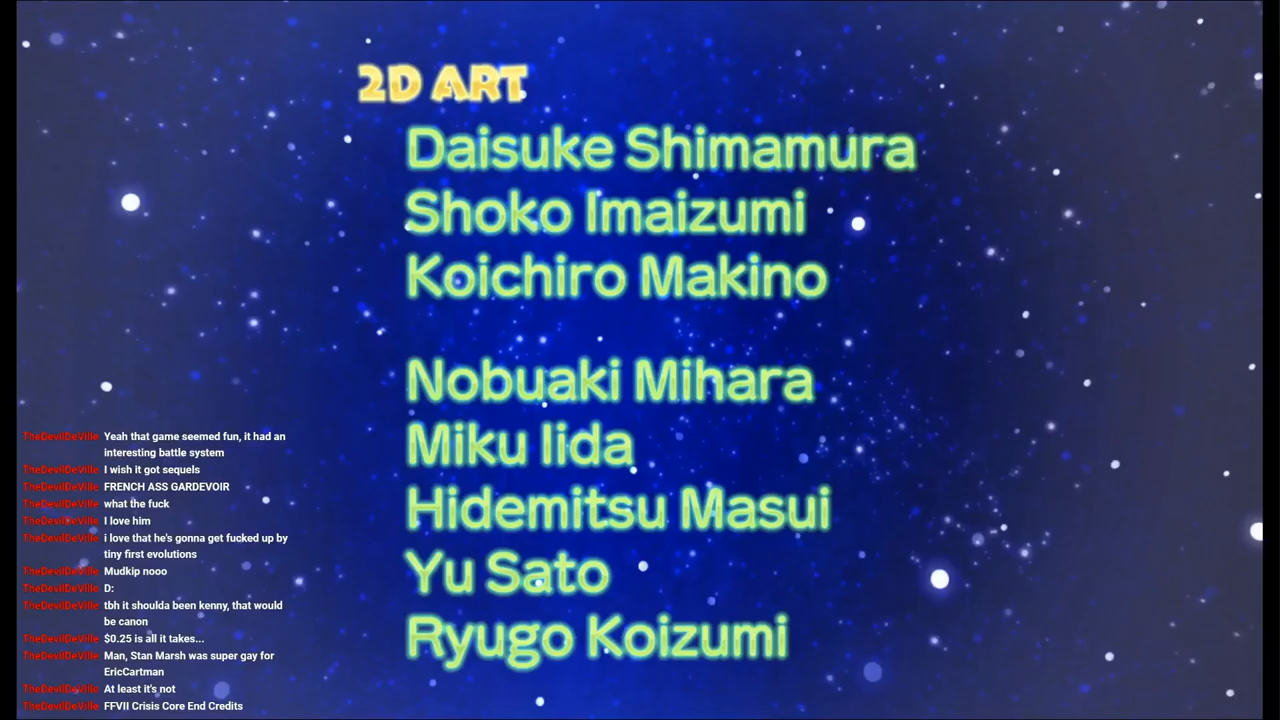 2D ART
Daisuke Shimamura
Shoko Imaizumi
Koichiro Makino
Nobuaki Mihara
Miku Iida
Hidemitsu Masui
Yu Sato
Ryugo Koizumi
TheDevilDeVille Yeah that game seemed fun, it had an
interesting battle system
TheDevilDeVille I wish it got sequels
TheDevilDeVille FRENCH ASS GARDEVOIR
TheDevilDeVille what the fuck
TheDevilDeVille I love him
TheDevilDeVille i love that he's gonna get fucked up by
tiny first evolutions
TheDevilDeVille Mudkip nooo
TheDevilDeVille D:
TheDevilDeVille tbh it shoulda been kenny, that would
be canon
TheDevilDeVille $0.25 is all it takes...
TheDevilDeVille Man, Stan Marsh was super gay for
EricCartman
TheDevilDeVille At least it's not
TheDevilDeVille FFVII Crisis Core End Credits